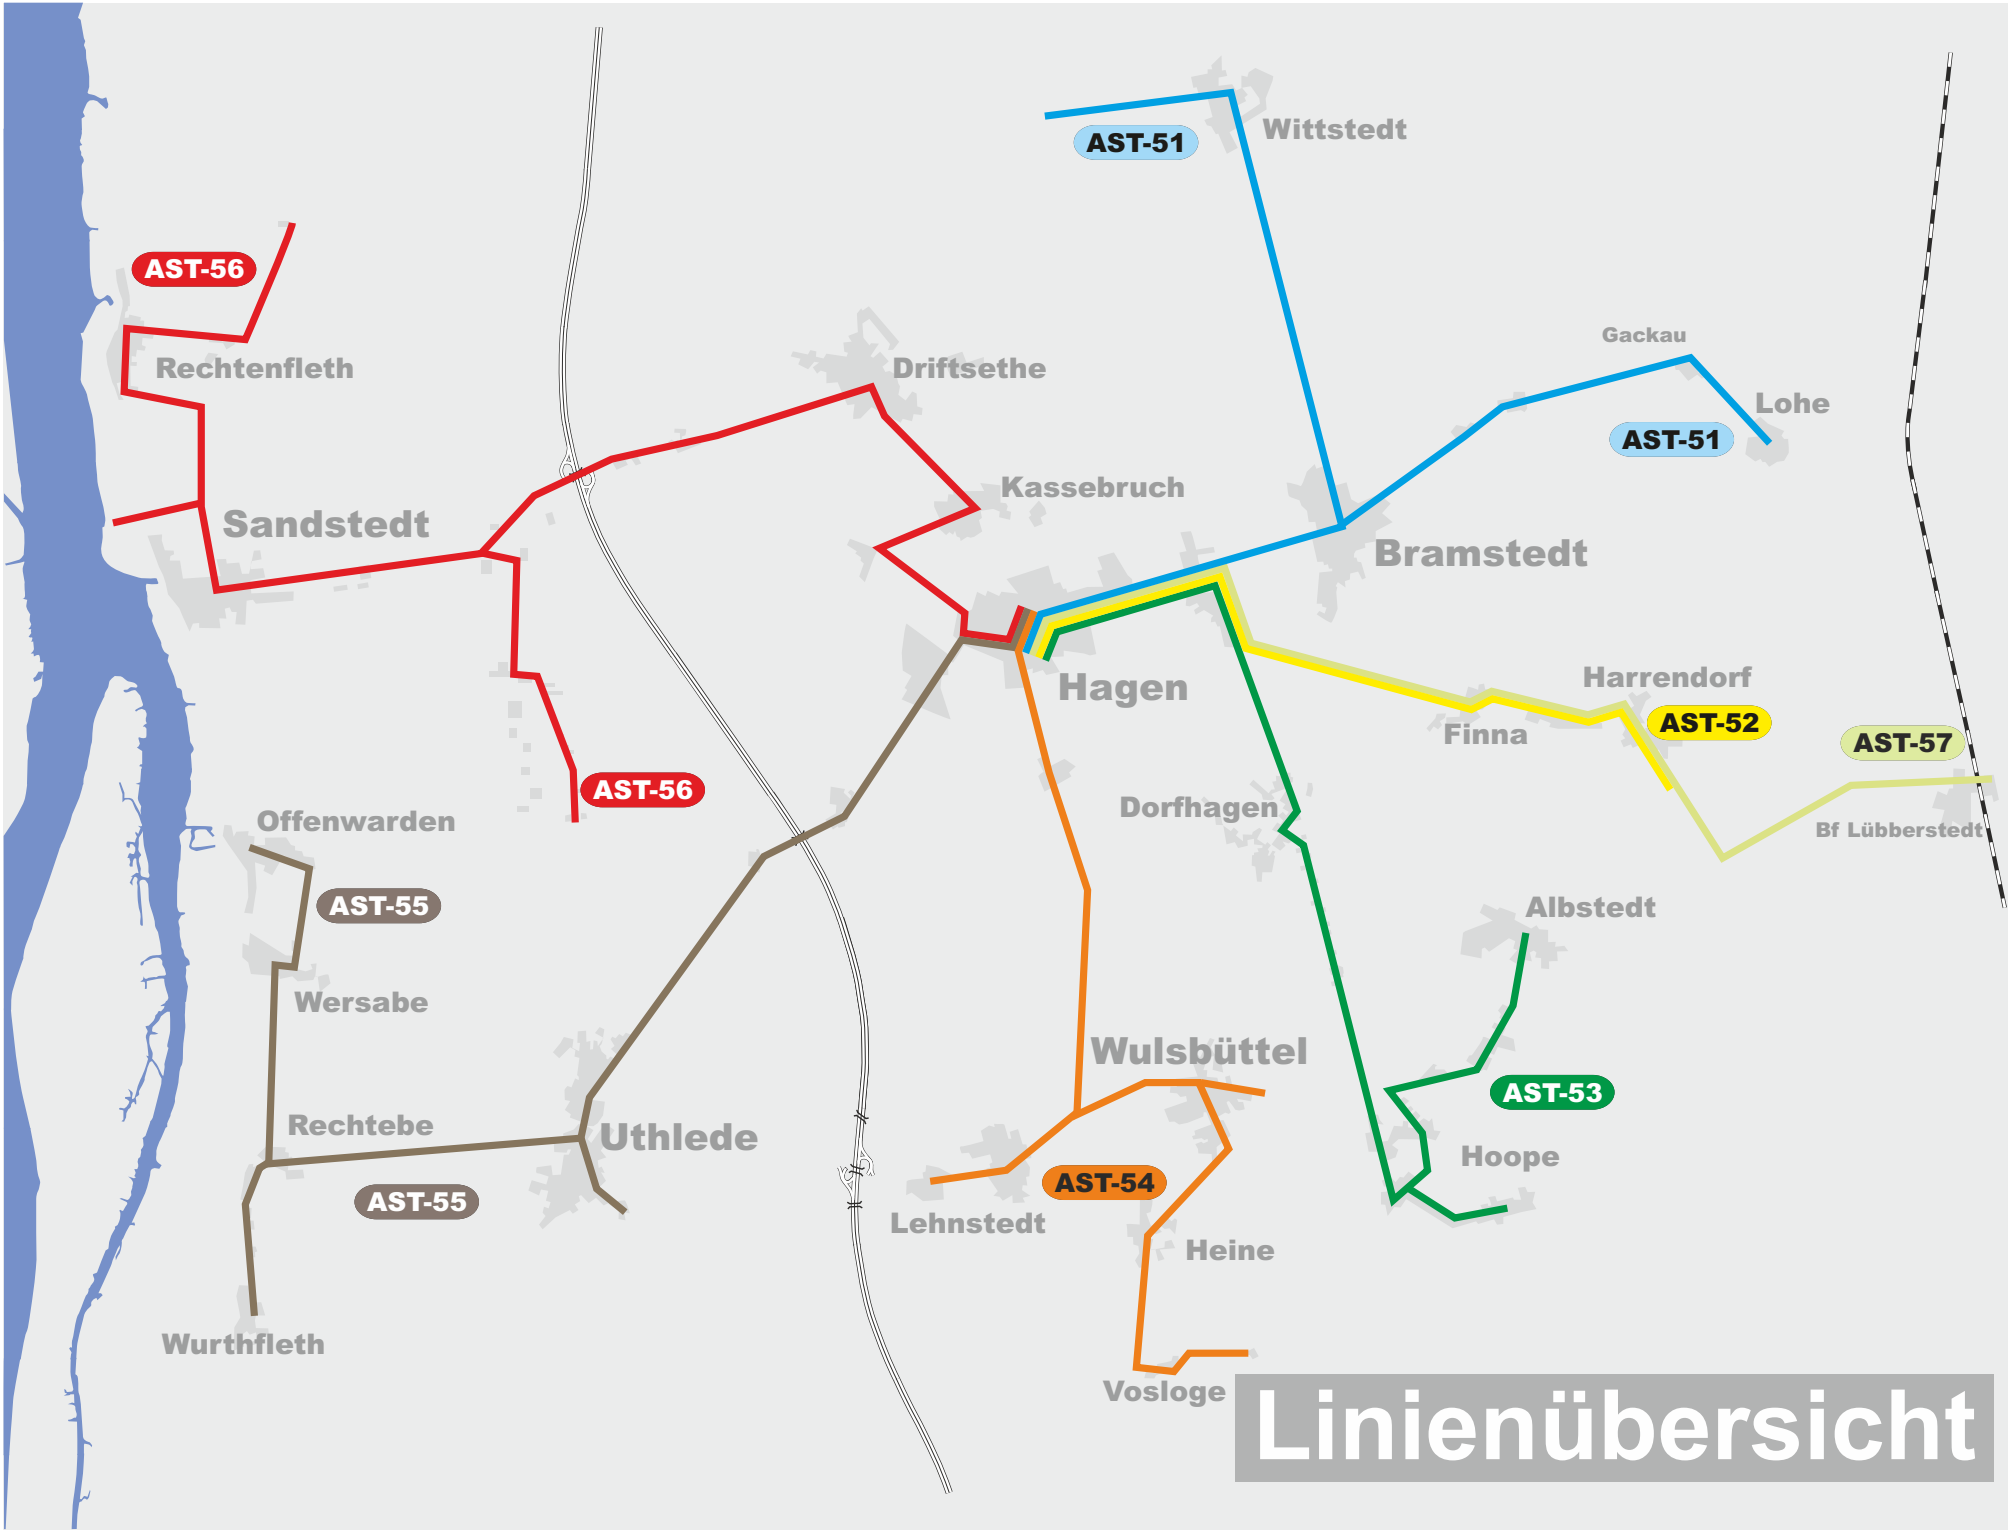 Wittstedt
AST-51
AST-56
Gackau
Rechtenfleth
Driftsethe
Lohe
AST-51
Kassebruch
Sandstedt
Bramstedt
Hagen
Harrendorf
AST-52
Finna
AST-57
AST-56
Dorfhagen
Offenwarden
Bf Lübberstedt
AST-55
Albstedt
Wersabe
Wulsbüttel
AST-53
Rechtebe
Uthlede
Hoope
AST-54
AST-55
Lehnstedt
Heine
Wurthfleth
Vosloge
Linienübersicht